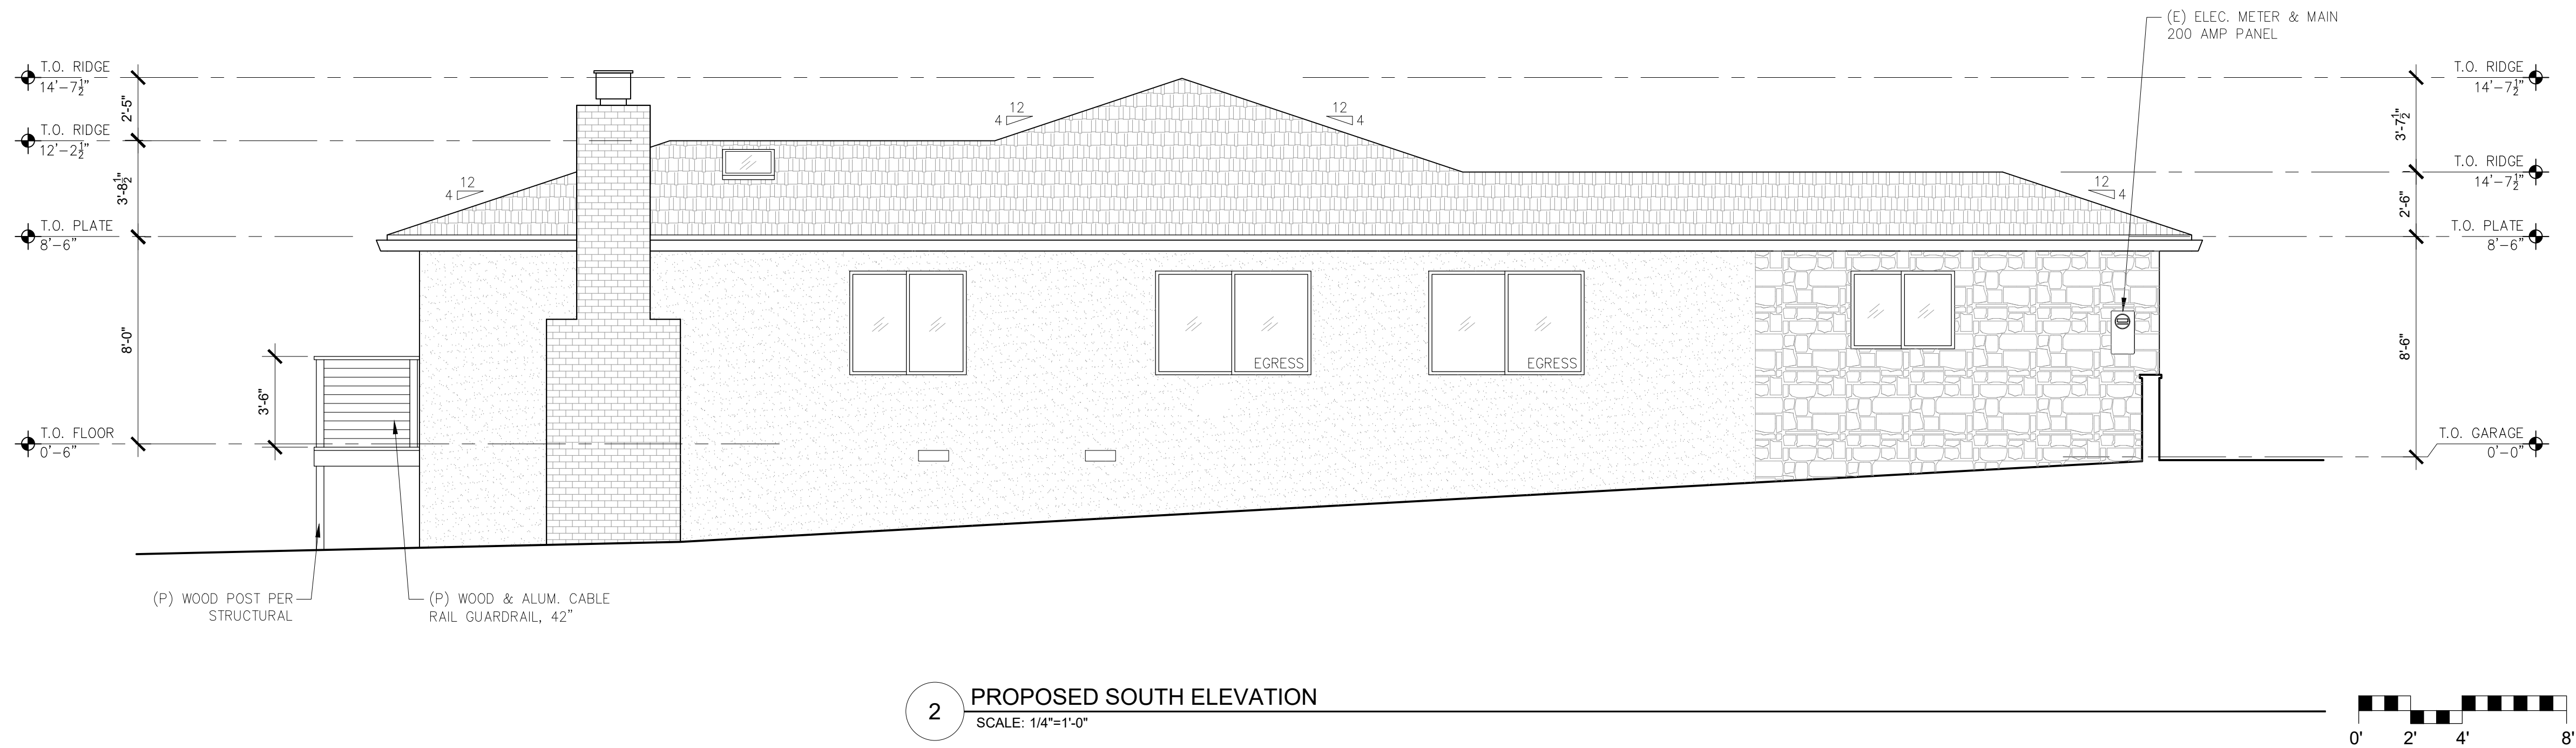 (E) ELEC. METER & MAIN
200 AMP PANEL
T.O. RIDGE
14'-7½"
2'-5"
T.O. RIDGE
12'-2½"
3'-8½"
T.O. PLATE
8'-6"
8'-0"
3'-6"
T.O. FLOOR
0'-6"
12
4
12
4
12
4
12
4
EGRESS
EGRESS
T.O. RIDGE
14'-7½"
3'-7½"
T.O. RIDGE
14'-7½"
2'-6"
T.O. PLATE
8'-6"
8'-6"
T.O. GARAGE
0'-0"
(P) WOOD POST PER
STRUCTURAL
(P) WOOD & ALUM. CABLE
RAIL GUARDRAIL, 42"
2
PROPOSED SOUTH ELEVATION
SCALE: 1/4"=1'-0"
0' 2' 4' 8'